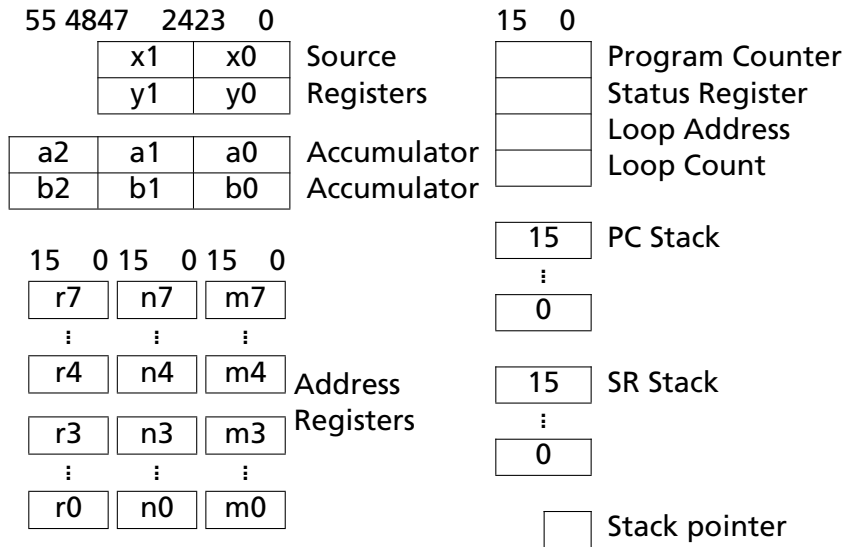 55 4847 2423 0
x1 x0 Source
y1 y0 Registers
a2 a1 a0 Accumulator
b2 b1 b0 Accumulator
15 0 15 0 15 0
r7 n7 m7
⋮ ⋮ ⋮
r4 n4 m4
Address
Registers
r3 n3 m3
⋮ ⋮ ⋮
r0 n0 m0
15 0
Program Counter
Status Register
Loop Address
Loop Count
15 PC Stack
⋮
0
15 SR Stack
⋮
0
Stack pointer